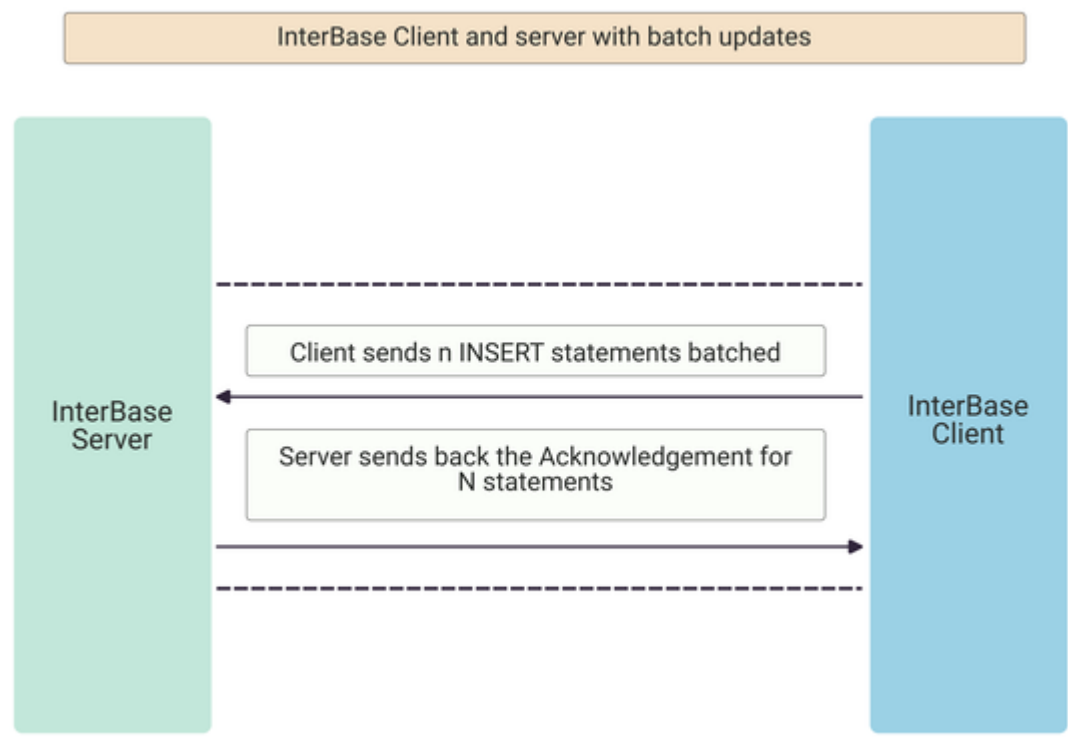 InterBase Client and server with batch updates
Client sends n INSERT statements batched
InterBase
Server
InterBase
Client
Server sends back the Acknowledgement for
N statements